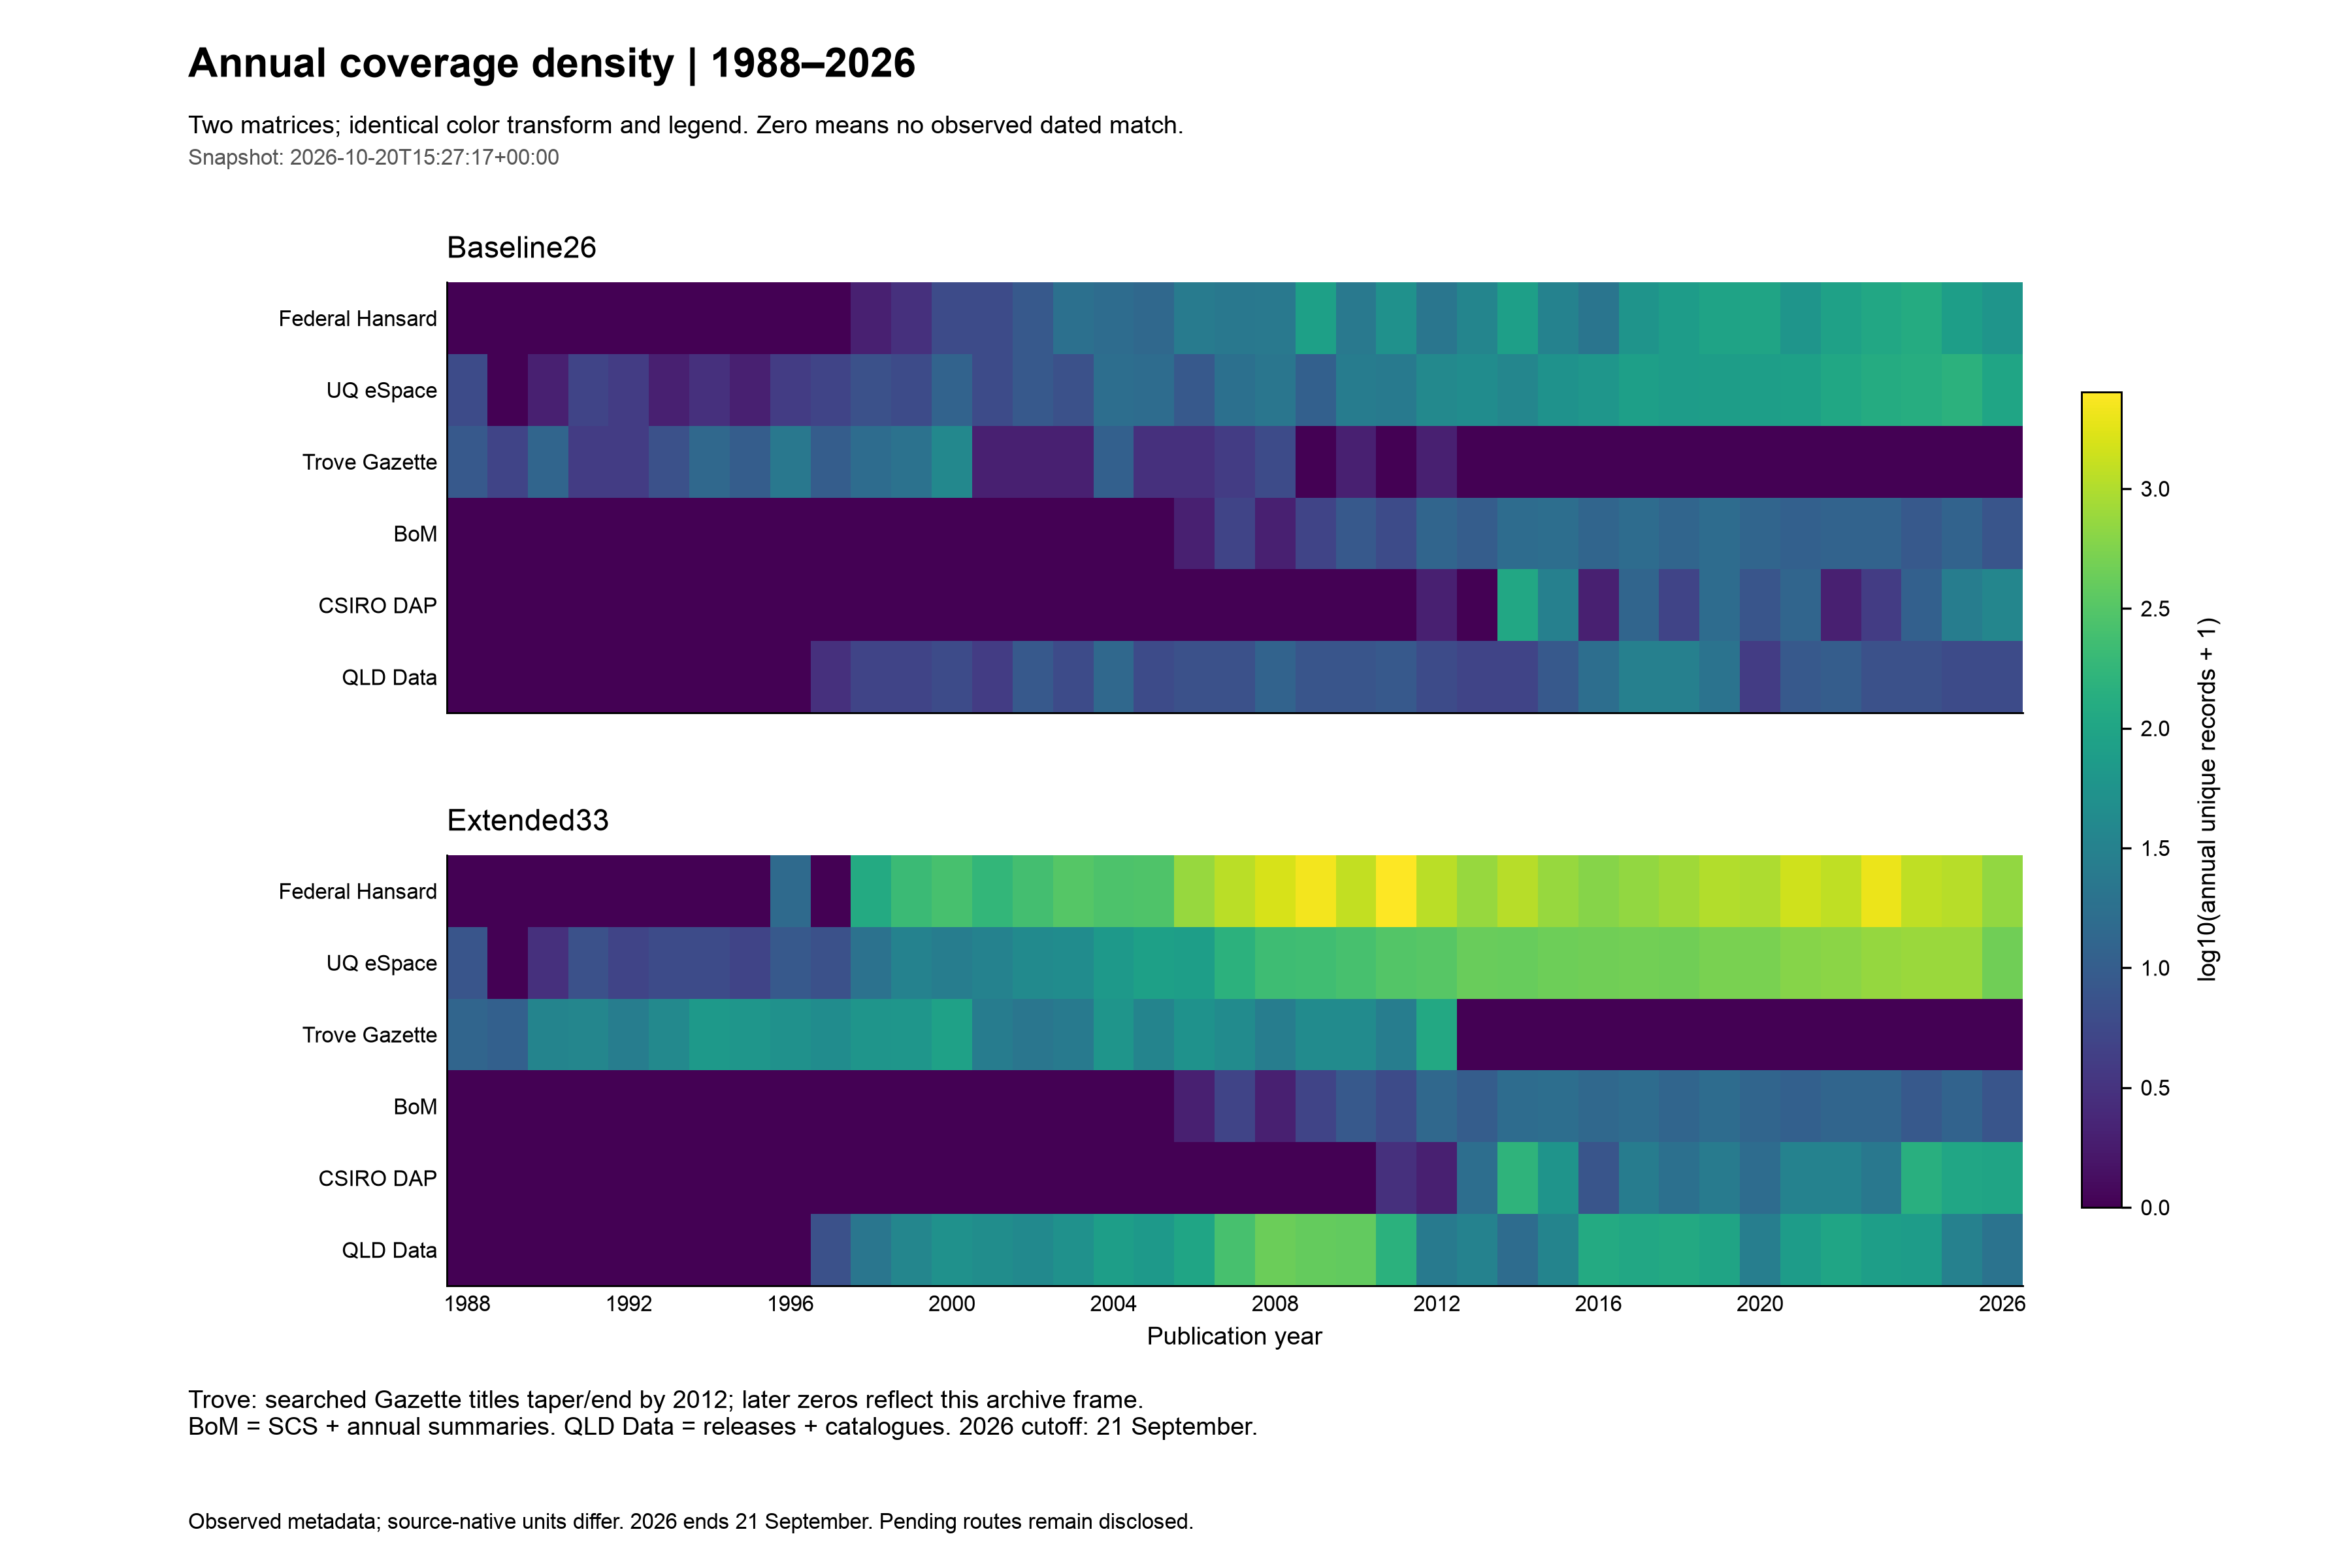 Annual coverage density | 1988–2026
Two matrices; identical color transform and legend. Zero means no observed dated match.
Snapshot: 2026-10-20T15:27:17+00:00
Baseline26
Federal Hansard
UQ eSpace
Trove Gazette
BoM
CSIRO DAP
QLD Data
Extended33
Federal Hansard
UQ eSpace
Trove Gazette
BoM
CSIRO DAP
QLD Data
1988 1992 1996 2000 2004 2008 2012 2016 2020 2026
Publication year
3.0
2.5
2.0
1.5
1.0
0.5
0.0
log10(annual unique records + 1)
Trove: searched Gazette titles taper/end by 2012; later zeros reflect this archive frame.
BoM = SCS + annual summaries. QLD Data = releases + catalogues. 2026 cutoff: 21 September.
Observed metadata; source-native units differ. 2026 ends 21 September. Pending routes remain disclosed.